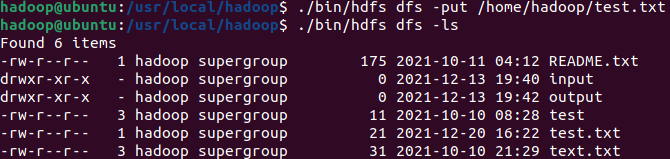 hadoop@ubuntu:/usr/local/hadoop$ ./bin/hdfs dfs -put /home/hadoop/test.txt
hadoop@ubuntu:/usr/local/hadoop$ ./bin/hdfs dfs -ls
Found 6 items
-rw-r--r--   1 hadoop supergroup        175 2021-10-11 04:12 README.txt
drwxr-xr-x   - hadoop supergroup          0 2021-12-13 19:40 input
drwxr-xr-x   - hadoop supergroup          0 2021-12-13 19:42 output
-rw-r--r--   3 hadoop supergroup         11 2021-10-10 08:28 test
-rw-r--r--   1 hadoop supergroup         21 2021-12-20 16:22 test.txt
-rw-r--r--   3 hadoop supergroup         31 2021-10-10 21:29 text.txt